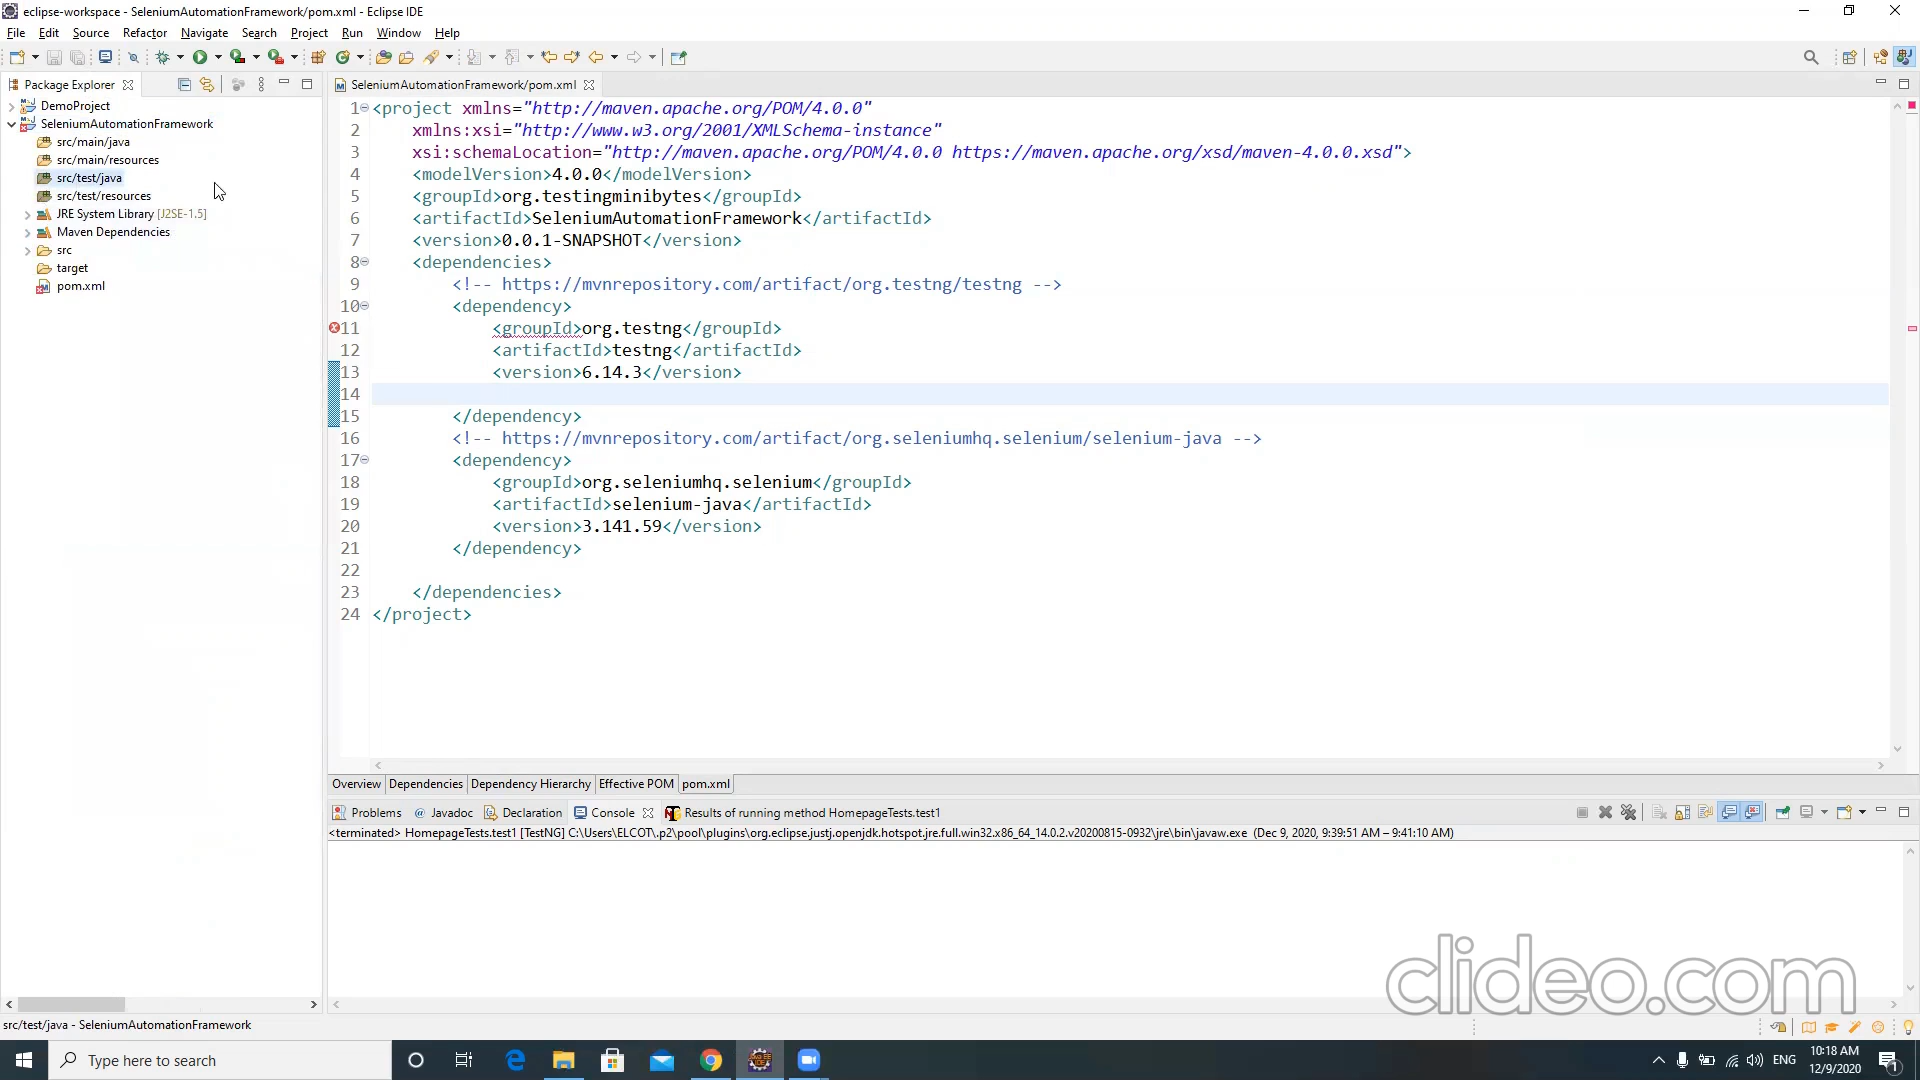 eclipse-workspace - SeleniumAutomationFramework/pom.xml - Eclipse IDE
File Edit Source Refactor Navigate Search Project Run Window Help
Package Explorer
SeleniumAutomationFramework/pom.xml
DemoProject
SeleniumAutomationFramework
src/main/java
src/main/resources
src/test/java
src/test/resources
JRE System Library [J2SE-1.5]
Maven Dependencies
src
target
pom.xml
1 <project xmlns="http://maven.apache.org/POM/4.0.0"
2 xmlns:xsi="http://www.w3.org/2001/XMLSchema-instance"
3 xsi:schemaLocation="http://maven.apache.org/POM/4.0.0 https://maven.apache.org/xsd/maven-4.0.0.xsd">
4 <modelVersion>4.0.0</modelVersion>
5 <groupId>org.testingminibytes</groupId>
6 <artifactId>SeleniumAutomationFramework</artifactId>
7 <version>0.0.1-SNAPSHOT</version>
8 <dependencies>
9 <!-- https://mvnrepository.com/artifact/org.testng/testng -->
10 <dependency>
11 <groupId>org.testng</groupId>
12 <artifactId>testng</artifactId>
13 <version>6.14.3</version>
14
15 </dependency>
16 <!-- https://mvnrepository.com/artifact/org.seleniumhq.selenium/selenium-java -->
17 <dependency>
18 <groupId>org.seleniumhq.selenium</groupId>
19 <artifactId>selenium-java</artifactId>
20 <version>3.141.59</version>
21 </dependency>
22
23 </dependencies>
24 </project>
Overview Dependencies Dependency Hierarchy Effective POM pom.xml
Problems @ Javadoc Declaration Console Results of running method HomepageTests.test1
<terminated> HomepageTests.test1 [TestNG] C:\Users\ELCOT\.p2\pool\plugins\org.eclipse.justj.openjdk.hotspot.jre.full.win32.x86_64_14.0.2.v20200815-0932\jre\bin\javaw.exe (Dec 9, 2020, 9:39:51 AM – 9:41:10 AM)
clideo.com
src/test/java - SeleniumAutomationFramework
Type here to search
ENG
10:18 AM
12/9/2020
1